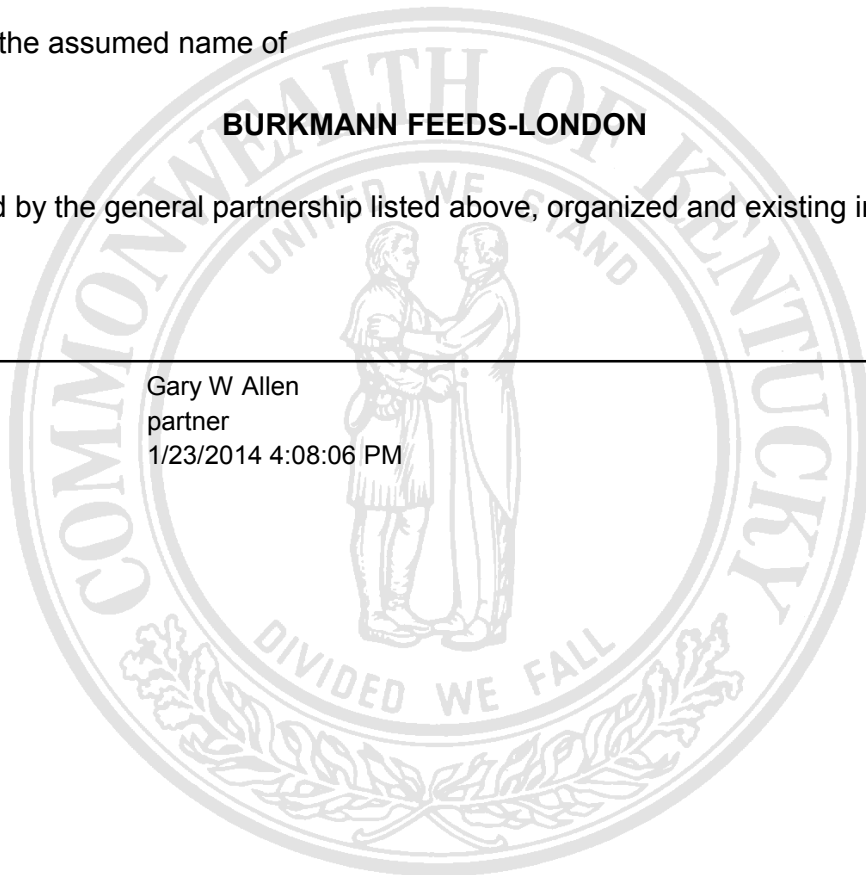 the assumed name of
BURKMANN FEEDS-LONDON
by the general partnership listed above, organized and existing
Gary W Allen
partner
1/23/2014 4:08:06 PM
COMMONWEALTH OF KENTUCKY
UNITED WE STAND
DIVIDED WE FALL